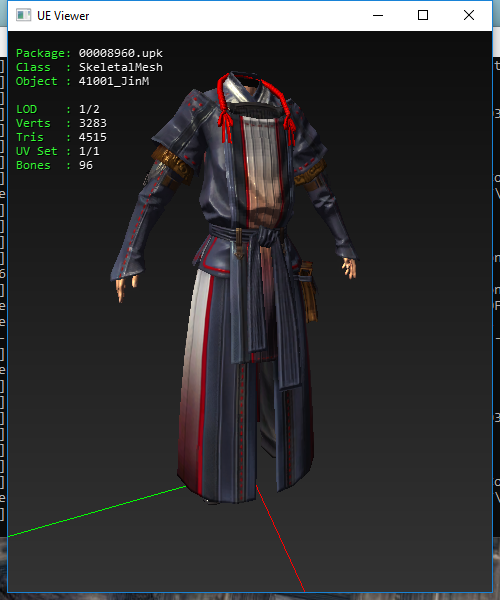 UE Viewer
Package: 00008960.upk
Class : SkeletalMesh
Object : 41001_JinM
LOD : 1/2
Verts : 3283
Tris : 4515
UV Set : 1/1
Bones : 96